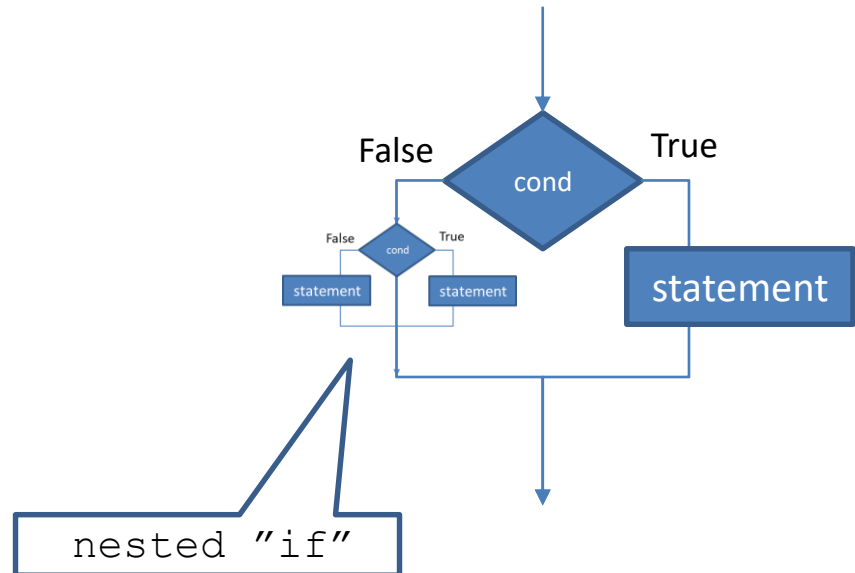 False
True
cond
False
True
cond
statement
statement
statement
nested ”if”